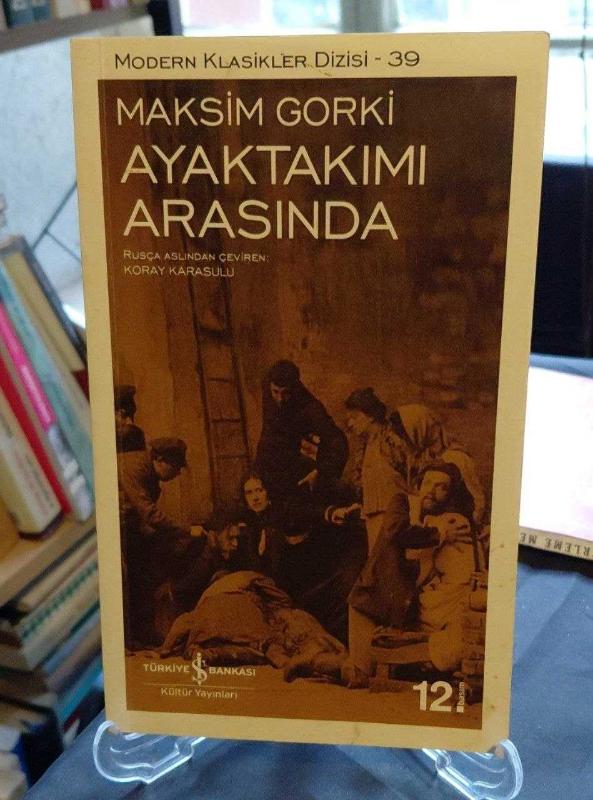 MODERN KLASİKLER DİZİSİ - 39
MAKSİM GORKİ
AYAKTAKIMI
ARASINDA
RUSÇA ASLINDAN ÇEVİREN:
KORAY KARASULU
TÜRKİYE İŞ BANKASI
Kültür Yayınları
12. Basım